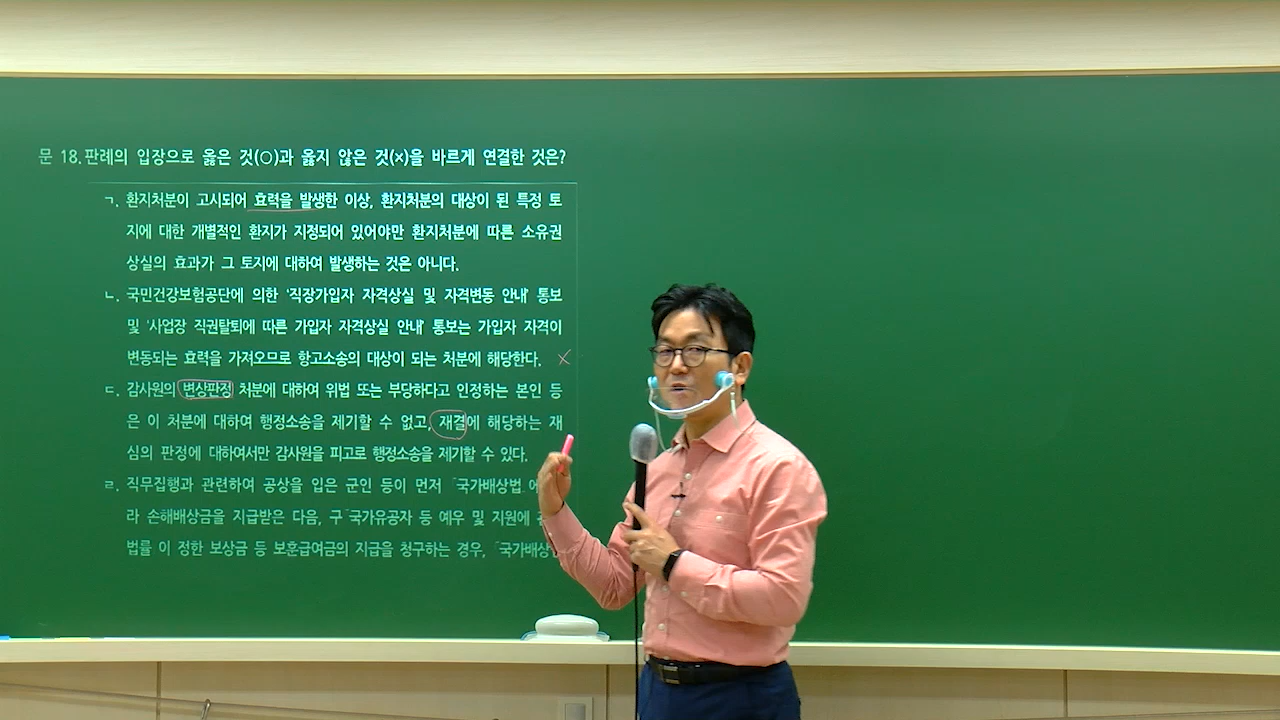 문 18. 판례의 입장으로 옳은 것(○)과 옳지 않은 것(×)을 바르게 연결한 것은?
ㄱ. 환지처분이 고시되어 효력을 발생한 이상, 환지처분의 대상이 된 특정 토
지에 대한 개별적인 환지가 지정되어 있어야만 환지처분에 따른 소유권
상실의 효과가 그 토지에 대하여 발생하는 것은 아니다.
ㄴ. 국민건강보험공단에 의한 '직장가입자 자격상실 및 자격변동 안내' 통보
및 '사업장 직권탈퇴에 따른 가입자 자격상실 안내' 통보는 가입자 자격이
변동되는 효력을 가져오므로 항고소송의 대상이 되는 처분에 해당한다. ×
ㄷ. 감사원의 변상판정 처분에 대하여 위법 또는 부당하다고 인정하는 본인 등
은 이 처분에 대하여 행정소송을 제기할 수 없고, 재결에 해당하는 재
심의 판정에 대하여서만 감사원을 피고로 행정소송을 제기할 수 있다.
ㄹ. 직무집행과 관련하여 공상을 입은 군인 등이 먼저 「국가배상법」에
라 손해배상금을 지급받은 다음, 구 「국가유공자 등 예우 및 지원에
법률 이 정한 보상금 등 보훈급여금의 지급을 청구하는 경우, 「국가배상